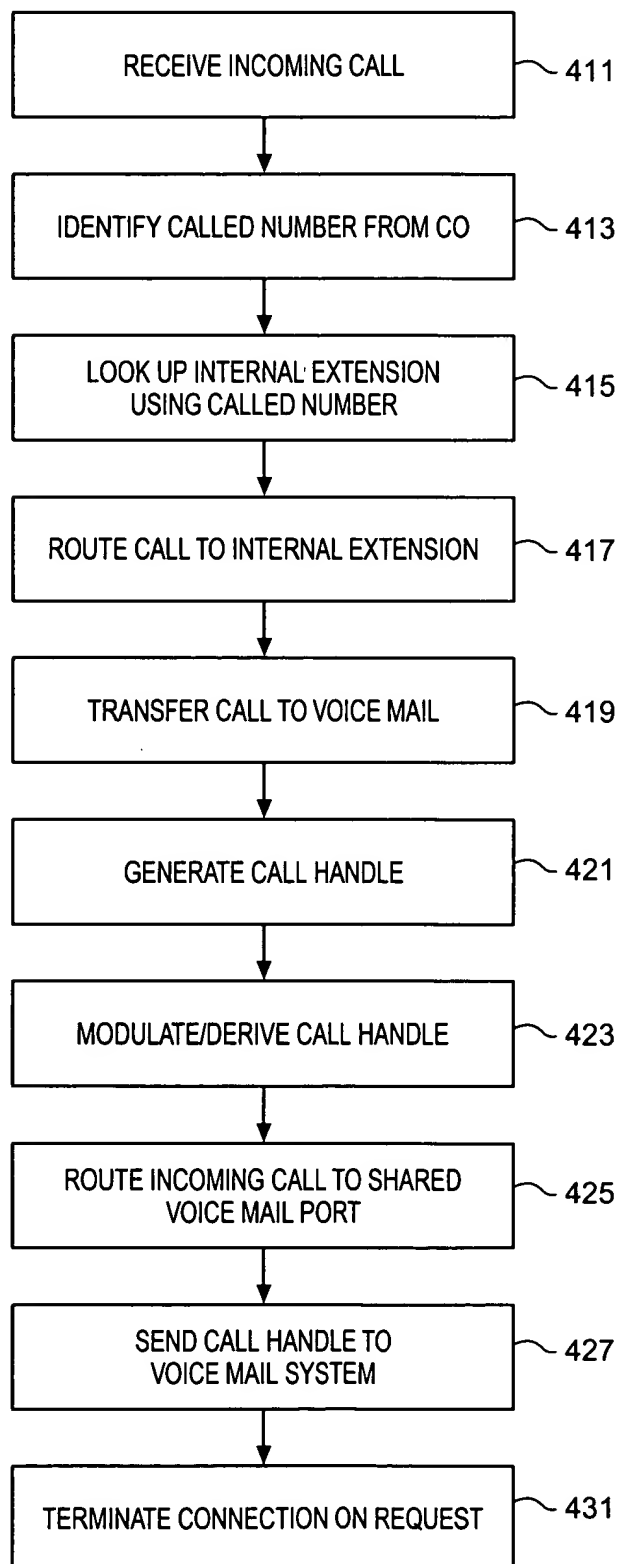 RECEIVE INCOMING CALL
411
IDENTIFY CALLED NUMBER FROM CO
413
LOOK UP INTERNAL EXTENSION
USING CALLED NUMBER
415
ROUTE CALL TO INTERNAL EXTENSION
417
TRANSFER CALL TO VOICE MAIL
419
GENERATE CALL HANDLE
421
MODULATE/DERIVE CALL HANDLE
423
ROUTE INCOMING CALL TO SHARED
VOICE MAIL PORT
425
SEND CALL HANDLE TO
VOICE MAIL SYSTEM
427
TERMINATE CONNECTION ON REQUEST
431